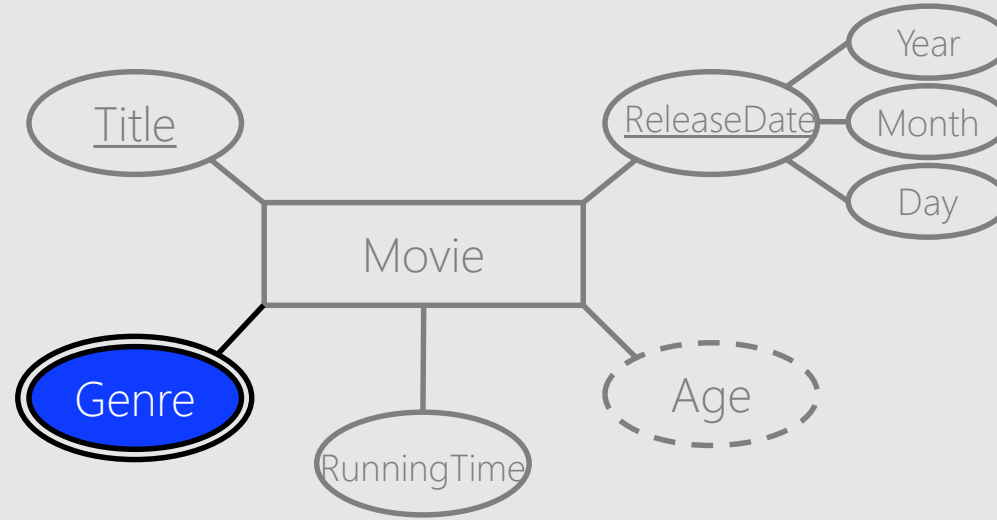 Year
Title
ReleaseDate
Month
Day
Movie
Genre
Age
RunningTime